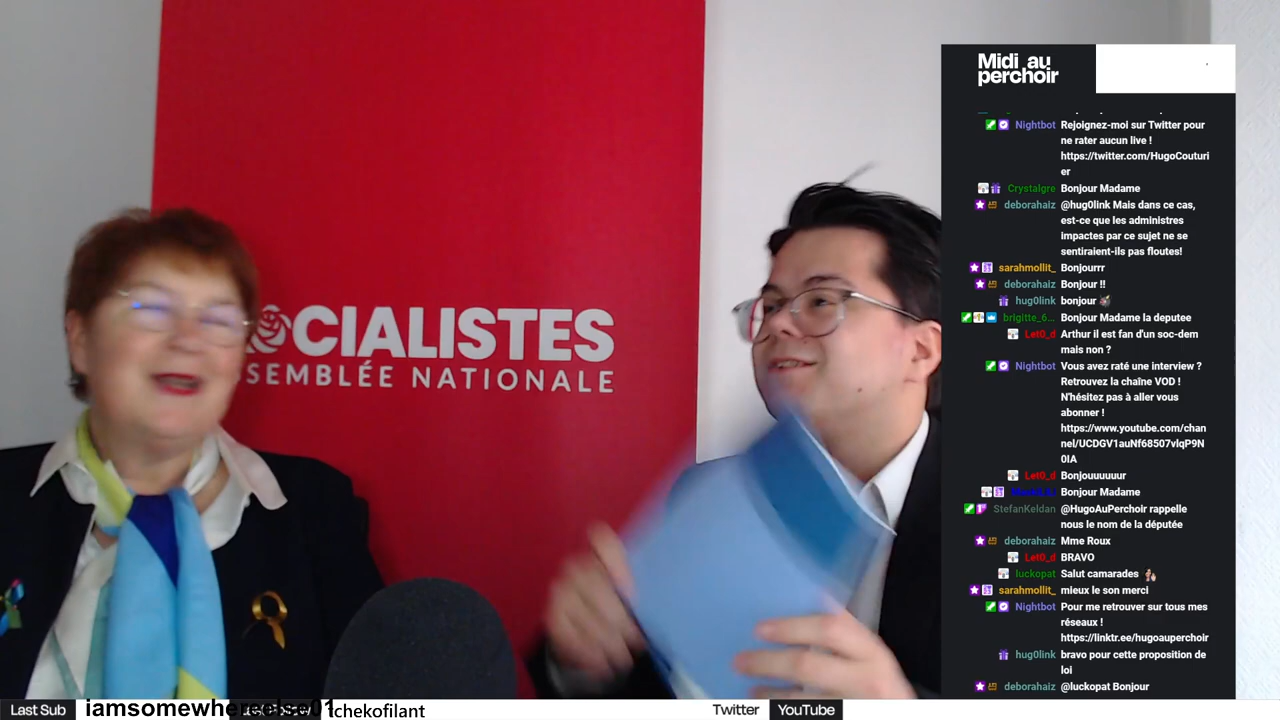 CIALISTES
SEMBLÉE NATIONALE
Midi au
perchoir
Nightbot Rejoignez-moi sur Twitter pour
ne rater aucun live !
https://twitter.com/HugoCouturi
er
Crystalgre Bonjour Madame
deborahaiz @hug0link Mais dans ce cas,
est-ce que les administres
impactes par ce sujet ne se
sentiraient-ils pas floutes!
sarahmollit_ Bonjourrr
deborahaiz Bonjour !!
hug0link bonjour
brigitte_6... Bonjour Madame la deputee
Let0_d Arthur il est fan d'un soc-dem
mais non ?
Nightbot Vous avez raté une interview ?
Retrouvez la chaîne VOD !
N'hésitez pas à aller vous
abonner !
https://www.youtube.com/chan
nel/UCDGV1auNf68507vlqP9N
0IA
Let0_d Bonjouuuuuur
Bonjour Madame
StefanKeldan @HugoAuPerchoir rappelle
nous le nom de la députée
deborahaiz Mme Roux
Let0_d BRAVO
luckopat Salut camarades
sarahmollit_ mieux le son merci
Nightbot Pour me retrouver sur tous mes
réseaux !
https://linktr.ee/hugoauperchoir
hug0link bravo pour cette proposition de
loi
deborahaiz @luckopat Bonjour
Last Sub iamsomewhereelse01 Last Follow Tchekofilant Twitter YouTube